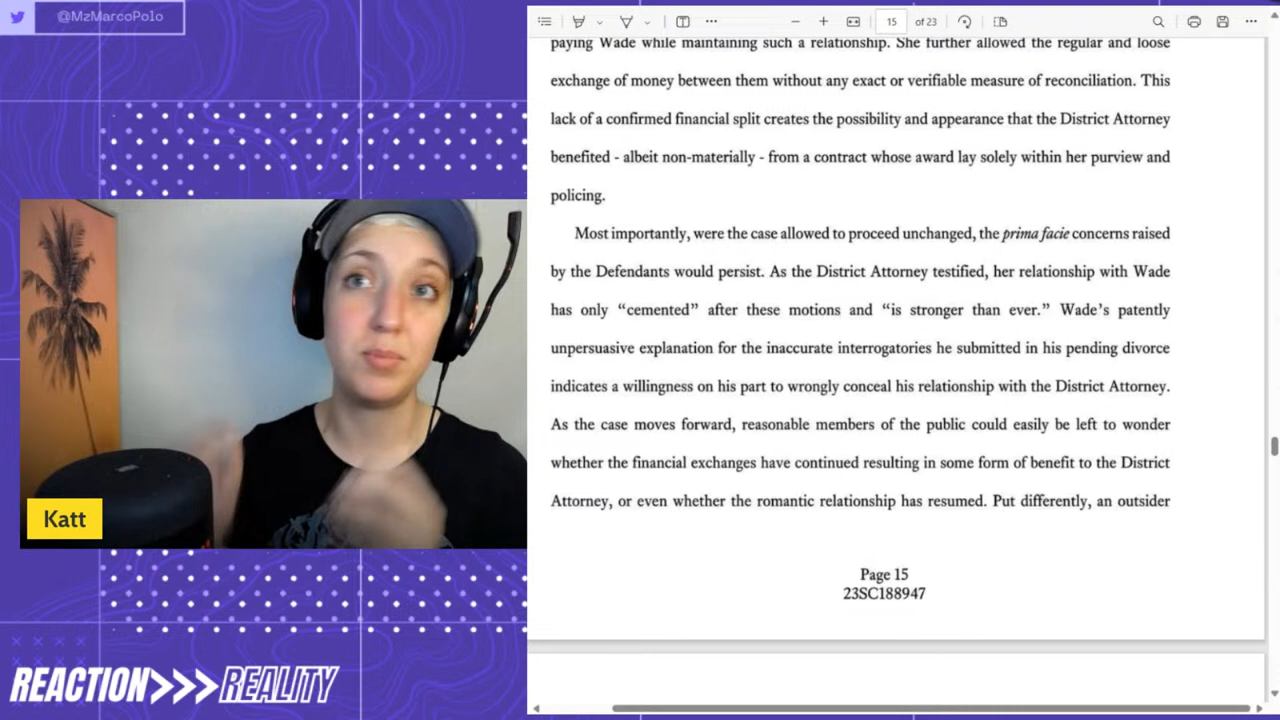 @MzMarcoPolo
15 of 23
paying Wade while maintaining such a relationship. She further allowed the regular and loose
exchange of money between them without any exact or verifiable measure of reconciliation. This
lack of a confirmed financial split creates the possibility and appearance that the District Attorney
benefited - albeit non-materially - from a contract whose award lay solely within her purview and
policing.
Most importantly, were the case allowed to proceed unchanged, the prima facie concerns raised
by the Defendants would persist. As the District Attorney testified, her relationship with Wade
has only “cemented” after these motions and “is stronger than ever.” Wade’s patently
unpersuasive explanation for the inaccurate interrogatories he submitted in his pending divorce
indicates a willingness on his part to wrongly conceal his relationship with the District Attorney.
As the case moves forward, reasonable members of the public could easily be left to wonder
whether the financial exchanges have continued resulting in some form of benefit to the District
Attorney, or even whether the romantic relationship has resumed. Put differently, an outsider
Page 15
23SC188947
Katt
REACTION>>>REALITY